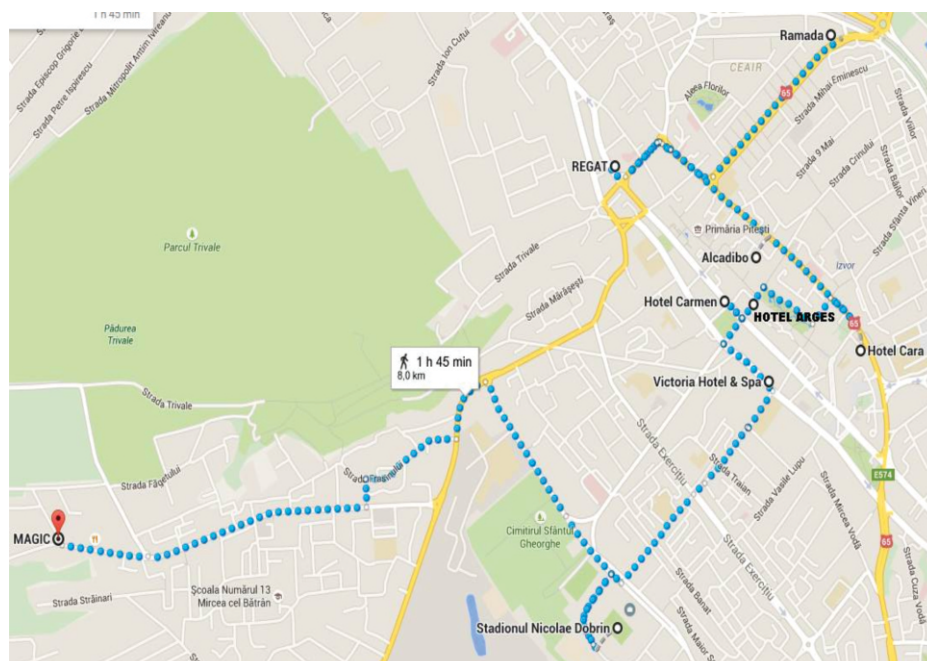 1 h 45 min
Strada Episcop Grigorie
Strada Petre Ispirescu
Strada Mitropolit Antim Ivireanu
Strada Ion Cuțui
Ramada
CEAIR
Aleea Florilor
65
Strada Mihai Eminescu
Strada Viilor
Strada 9 Mai
Strada Crinului
Strada Băilor
Strada Sfânta Vineri
REGAT
Primăria Pitești
Alcadibo
Izvor
Parcul Trivale
Strada Trivale
Strada Mărășești
Hotel Carmen
HOTEL ARGES
65
Hotel Cara
Pădurea
Trivale
1 h 45 min
8,0 km
Victoria Hotel & Spa
Strada Trivale
Strada Exercițiu
Strada Traian
Strada Vasile Lupu
E574
Strada Făgetului
Strada Mircea Vodă
Cimitirul Sfântul
Gheorghe
MAGIC
65
Strada Exercițiu
Școala Numărul 13
Mircea cel Bătrân
Strada Străinari
Strada Banat
Strada Cuza Vodă
Stadionul Nicolae Dobrin
Strada Maior